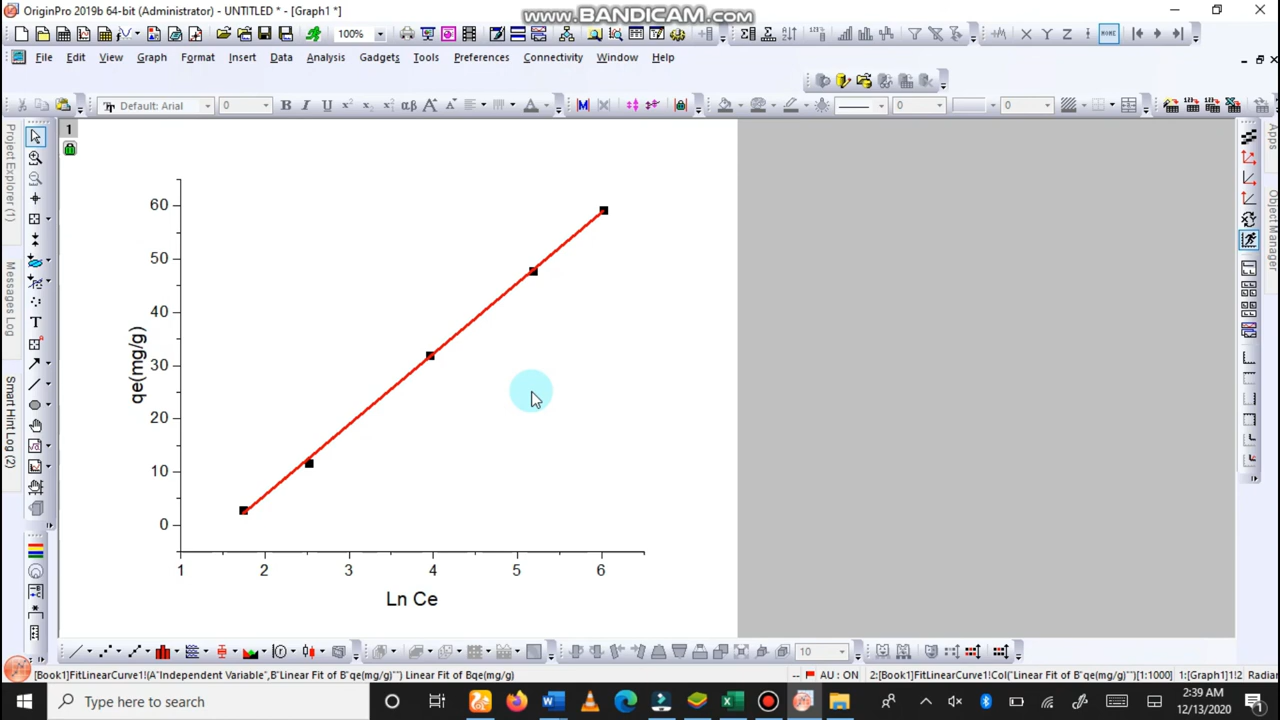 OriginPro 2019b 64-bit (Administrator) - UNTITLED * - [Graph1 *]
www.BANDICAM.com
100%
HOME
File Edit View Graph Format Insert Data Analysis Gadgets Tools Preferences Connectivity Window Help
Default: Arial 0 B I U 0 0
1
Project Explorer (1)
Messages Log
Smart Hint Log (2)
Apps
Object Manager
60
50
40
30
20
10
0
qe(mg/g)
1 2 3 4 5 6
Ln Ce
10
[Book1]FitLinearCurve1!(A"Independent Variable",B"Linear Fit of B"qe(mg/g)"") Linear Fit of Bqe(mg/g)
AU : ON
2:[Book1]FitLinearCurve1!Col("Linear Fit of B"qe(mg/g)")[1:1000]
1:[Graph1]1!2 Radian
Type here to search
2:39 AM
12/13/2020